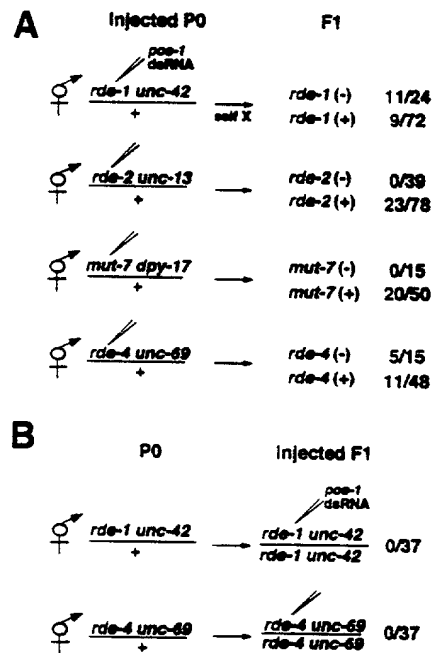 A
Injected P0 F1
pos-1
dsRNA
rde-1 unc-42
+
self X
rde-1 (-) 11/24
rde-1 (+) 9/72
rde-2 unc-13
+
rde-2 (-) 0/39
rde-2 (+) 23/78
mut-7 dpy-17
+
mut-7 (-) 0/15
mut-7 (+) 20/50
rde-4 unc-69
+
rde-4 (-) 5/15
rde-4 (+) 11/48
B
P0 Injected F1
pos-1
dsRNA
rde-1 unc-42
+
rde-1 unc-42
rde-1 unc-42
0/37
rde-4 unc-69
+
rde-4 unc-69
rde-4 unc-69
0/37